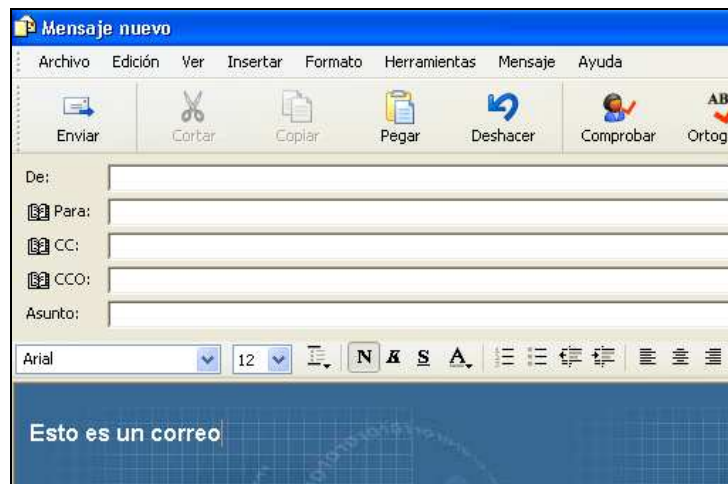 Mensaje nuevo
Archivo Edición Ver Insertar Formato Herramientas Mensaje Ayuda
Enviar Cortar Copiar Pegar Deshacer Comprobar Ortog
De:
Para:
CC:
CCO:
Asunto:
Arial 12 N K S A
Esto es un correo